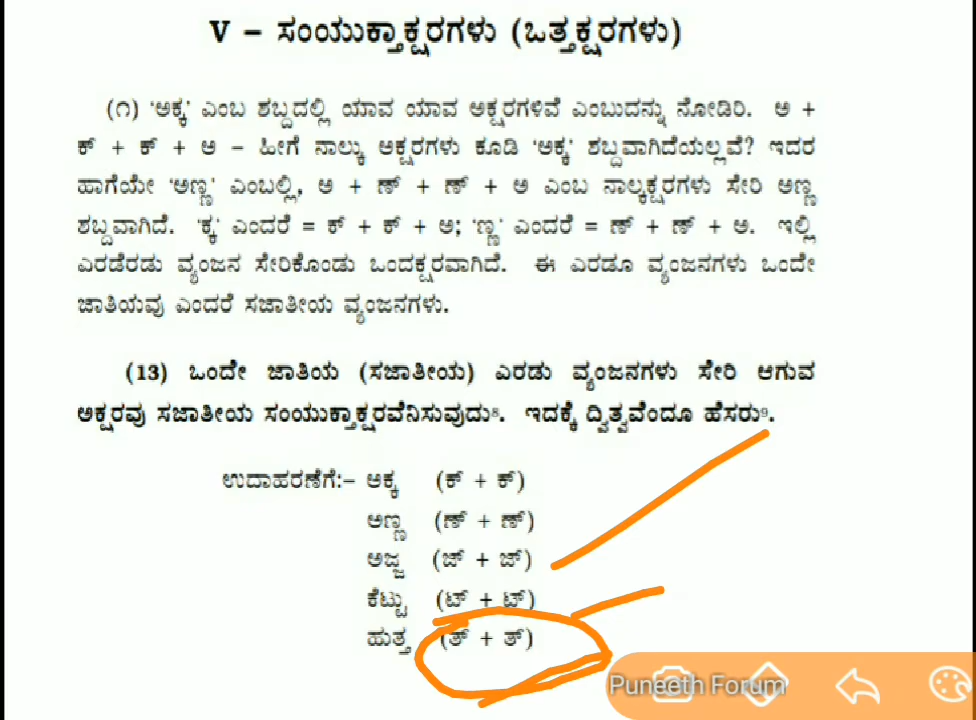 V – ಸಂಯುಕ್ತಾಕ್ಷರಗಳು (ಒತ್ತಕ್ಷರಗಳು)
(೧) ‘ಅಕ್ಕ’ ಎಂಬ ಶಬ್ದದಲ್ಲಿ ಯಾವ ಯಾವ ಅಕ್ಷರಗಳಿವೆ ಎಂಬುದನ್ನು ನೋಡಿರಿ. ಅ +
ಕ್ + ಕ್ + ಅ – ಹೀಗೆ ನಾಲ್ಕು ಅಕ್ಷರಗಳು ಕೂಡಿ ‘ಅಕ್ಕ’ ಶಬ್ದವಾಗಿದೆಯಲ್ಲವೆ? ಇದರ
ಹಾಗೆಯೇ ‘ಅಣ್ಣ’ ಎಂಬಲ್ಲಿ, ಅ + ಣ್ + ಣ್ + ಅ ಎಂಬ ನಾಲ್ಕಕ್ಷರಗಳು ಸೇರಿ ಅಣ್ಣ
ಶಬ್ದವಾಗಿದೆ. ‘ಕ್ಕ’ ಎಂದರೆ = ಕ್ + ಕ್ + ಅ; ‘ಣ್ಣ’ ಎಂದರೆ = ಣ್ + ಣ್ + ಅ. ಇಲ್ಲಿ
ಎರಡೆರಡು ವ್ಯಂಜನ ಸೇರಿಕೊಂಡು ಒಂದಕ್ಷರವಾಗಿದೆ. ಈ ಎರಡೂ ವ್ಯಂಜನಗಳು ಒಂದೇ
ಜಾತಿಯವು ಎಂದರೆ ಸಜಾತೀಯ ವ್ಯಂಜನಗಳು.
(13) ಒಂದೇ ಜಾತಿಯ (ಸಜಾತೀಯ) ಎರಡು ವ್ಯಂಜನಗಳು ಸೇರಿ ಆಗುವ
ಅಕ್ಷರವು ಸಜಾತೀಯ ಸಂಯುಕ್ತಾಕ್ಷರವೆನಿಸುವುದು⁸. ಇದಕ್ಕೆ ದ್ವಿತ್ವವೆಂದೂ ಹೆಸರು⁹.
ಉದಾಹರಣೆಗೆ:– ಅಕ್ಕ (ಕ್ + ಕ್)
ಅಣ್ಣ (ಣ್ + ಣ್)
ಅಜ್ಜ (ಜ್ + ಜ್)
ಕೆಟ್ಟು (ಟ್ + ಟ್)
ಹುತ್ತ (ತ್ + ತ್)
Puneeth Forum